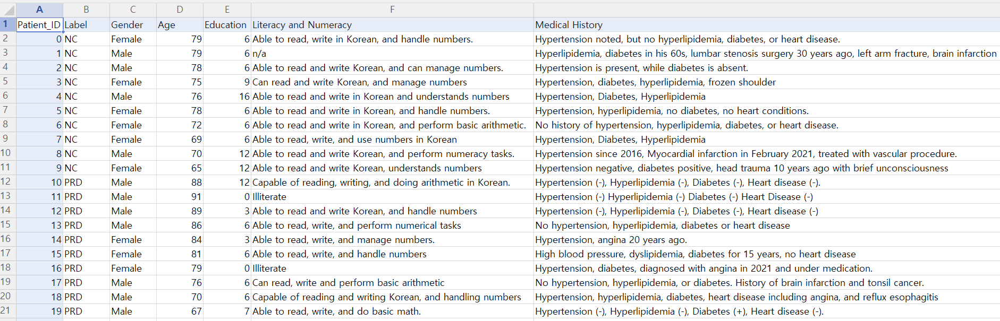 A B C D E F
1 Patient_ID Label Gender Age Education Literacy and Numeracy Medical History
2 0 NC Female 79 6 Able to read, write in Korean, and handle numbers. Hypertension noted, but no hyperlipidemia, diabetes, or heart disease.
3 1 NC Male 79 6 n/a Hyperlipidemia, diabetes in his 60s, lumbar stenosis surgery 30 years ago, left arm fracture, brain infarction
4 2 NC Male 78 6 Able to read and write Korean, and can manage numbers. Hypertension is present, while diabetes is absent.
5 3 NC Female 75 9 Can read and write Korean, and manage numbers Hypertension, diabetes, hyperlipidemia, frozen shoulder
6 4 NC Male 76 16 Able to read and write in Korean and understands numbers Hypertension, Diabetes, Hyperlipidemia
7 5 NC Female 78 6 Able to read and write in Korean, and handle numbers. Hypertension, hyperlipidemia, no diabetes, no heart conditions.
8 6 NC Female 72 6 Able to read and write in Korean, and perform basic arithmetic. No history of hypertension, hyperlipidemia, diabetes, or heart disease.
9 7 NC Female 69 6 Able to read, write, and use numbers in Korean Hypertension, Diabetes, Hyperlipidemia
10 8 NC Male 70 12 Able to read and write Korean, and perform numeracy tasks. Hypertension since 2016, Myocardial infarction in February 2021, treated with vascular procedure.
11 9 NC Female 65 12 Able to read and write Korean, understands numbers Hypertension negative, diabetes positive, head trauma 10 years ago with brief unconsciousness
12 10 PRD Male 88 12 Capable of reading, writing, and doing arithmetic in Korean. Hypertension (-), Hyperlipidemia (-), Diabetes (-), Heart disease (-).
13 11 PRD Male 91 0 Illiterate Hypertension (-) Hyperlipidemia (-) Diabetes (-) Heart Disease (-)
14 12 PRD Male 89 3 Able to read and write Korean, and handle numbers Hypertension (-), Hyperlipidemia (-), Diabetes (-), Heart disease (-)
15 13 PRD Male 86 6 Able to read, write, and perform numerical tasks No hypertension, hyperlipidemia, diabetes or heart disease
16 14 PRD Female 84 3 Able to read, write, and manage numbers. Hypertension, angina 20 years ago.
17 15 PRD Female 81 6 Able to read, write, and handle numbers High blood pressure, dyslipidemia, diabetes for 15 years, no heart disease
18 16 PRD Female 79 0 Illiterate Hypertension, diabetes, diagnosed with angina in 2021 and under medication.
19 17 PRD Male 76 6 Can read, write and perform basic arithmetic No hypertension, hyperlipidemia, or diabetes. History of brain infarction and tonsil cancer.
20 18 PRD Male 70 6 Capable of reading and writing Korean, and handling numbers Hypertension, hyperlipidemia, diabetes, heart disease including angina, and reflux esophagitis
21 19 PRD Male 67 7 Able to read, write, and do basic math. Hypertension (-), Hyperlipidemia (-), Diabetes (+), Heart disease (-).